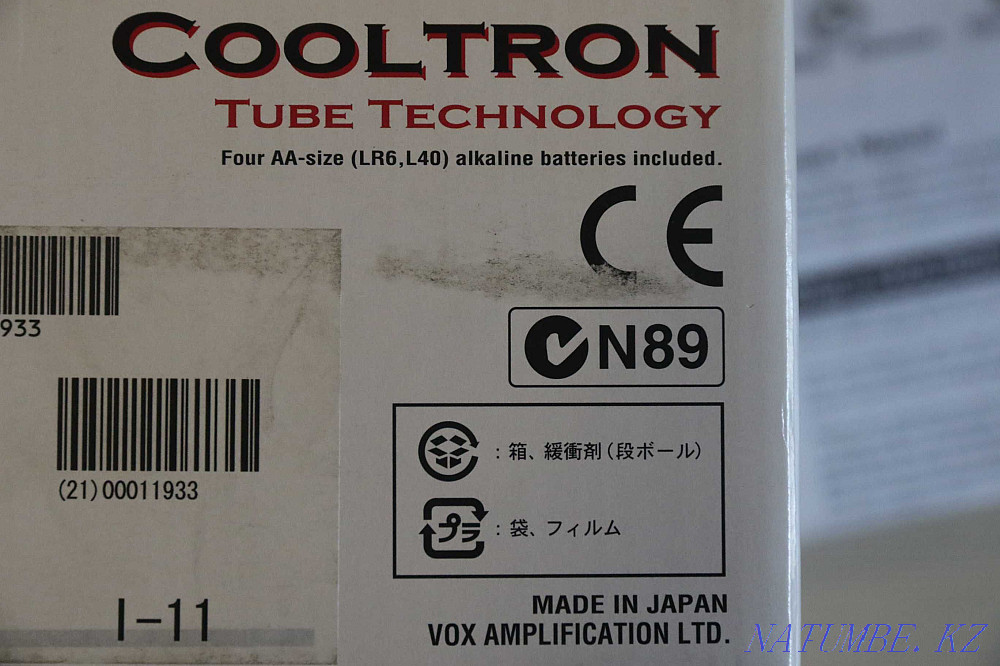 COOLTRON
TUBE TECHNOLOGY
Four AA-size (LR6,L40) alkaline batteries included.
CE
933
N89
(21)00011933
:箱、緩衝剤(段ボール)
プラ:袋、フィルム
I-11
MADE IN JAPAN
VOX AMPLIFICATION LTD.
NATUMBE.KZ